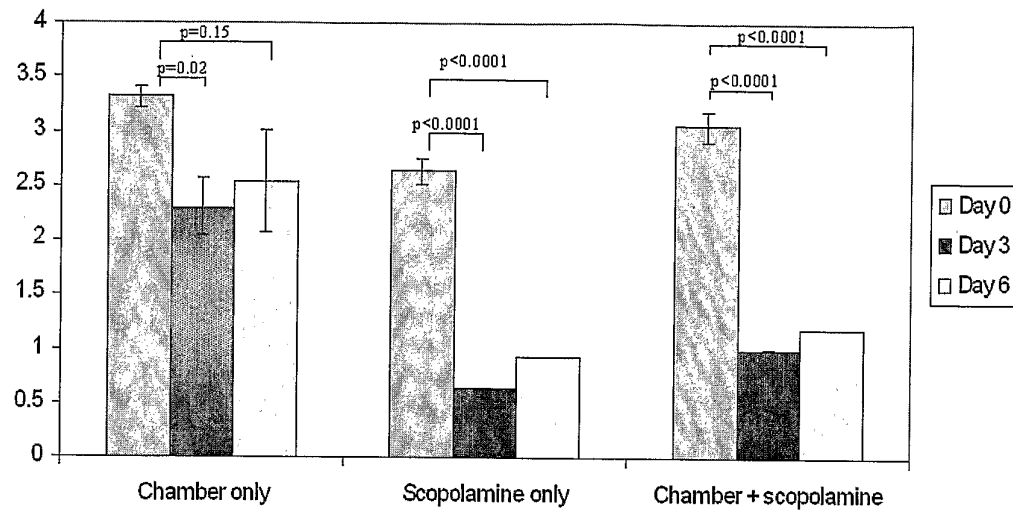 4
3.5
3
2.5
2
1.5
1
0.5
0
p=0.15
p=0.02
p<0.0001
p<0.0001
p<0.0001
p<0.0001
Day 0
Day 3
Day 6
Chamber only
Scopolamine only
Chamber + scopolamine